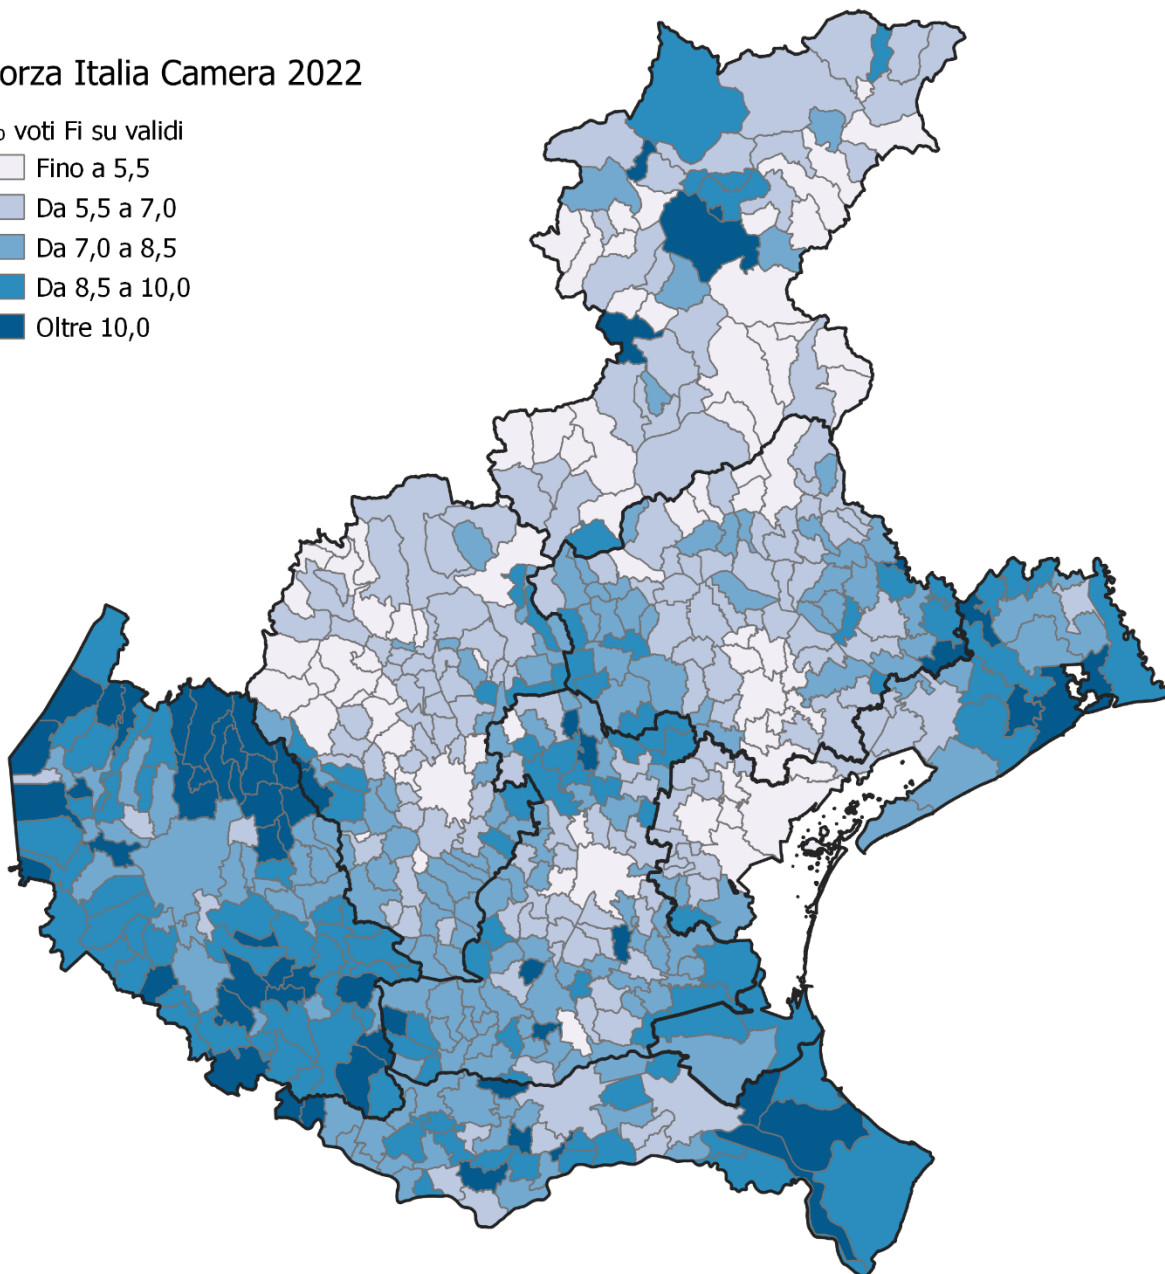 orza Italia Camera 2022
voti Fi su validi
Fino a 5,5
Da 5,5 a 7,0
Da 7,0 a 8,5
Da 8,5 a 10,0
Oltre 10,0